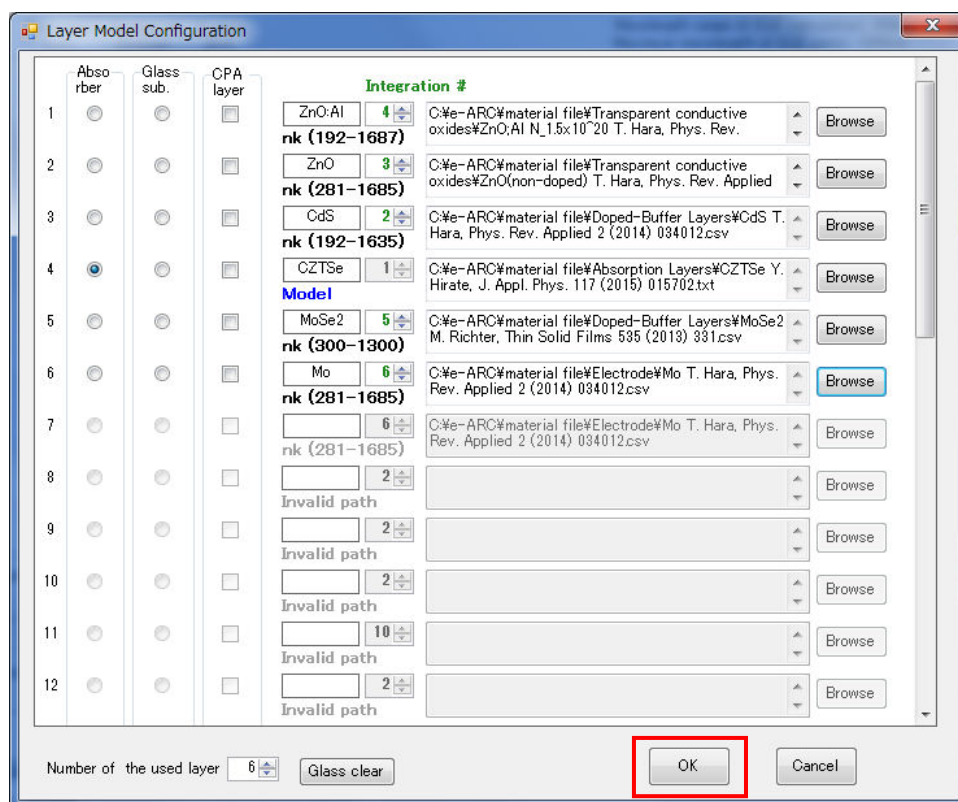 Layer Model Configuration
Abso
rber
Glass
sub.
CPA
layer
Integration #
1 ZnO:Al 4 C:¥e-ARC¥material file¥Transparent conductive
oxides¥ZnO;Al N_1.5x10^20 T. Hara, Phys. Rev. Browse
nk (192-1687)
2 ZnO 3 C:¥e-ARC¥material file¥Transparent conductive
oxides¥ZnO(non-doped) T. Hara, Phys. Rev. Applied Browse
nk (281-1685)
3 CdS 2 C:¥e-ARC¥material file¥Doped-Buffer Layers¥CdS T.
Hara, Phys. Rev. Applied 2 (2014) 034012.csv Browse
nk (192-1635)
4 CZTSe 1 C:¥e-ARC¥material file¥Absorption Layers¥CZTSe Y.
Hirate, J. Appl. Phys. 117 (2015) 015702.txt Browse
Model
5 MoSe2 5 C:¥e-ARC¥material file¥Doped-Buffer Layers¥MoSe2
M. Richter, Thin Solid Films 535 (2013) 331.csv Browse
nk (300-1300)
6 Mo 6 C:¥e-ARC¥material file¥Electrode¥Mo T. Hara, Phys.
Rev. Applied 2 (2014) 034012.csv Browse
nk (281-1685)
7 6 C:¥e-ARC¥material file¥Electrode¥Mo T. Hara, Phys.
Rev. Applied 2 (2014) 034012.csv Browse
nk (281-1685)
8 2 Browse
Invalid path
9 2 Browse
Invalid path
10 2 Browse
Invalid path
11 10 Browse
Invalid path
12 2 Browse
Invalid path
Number of the used layer 6 Glass clear OK Cancel